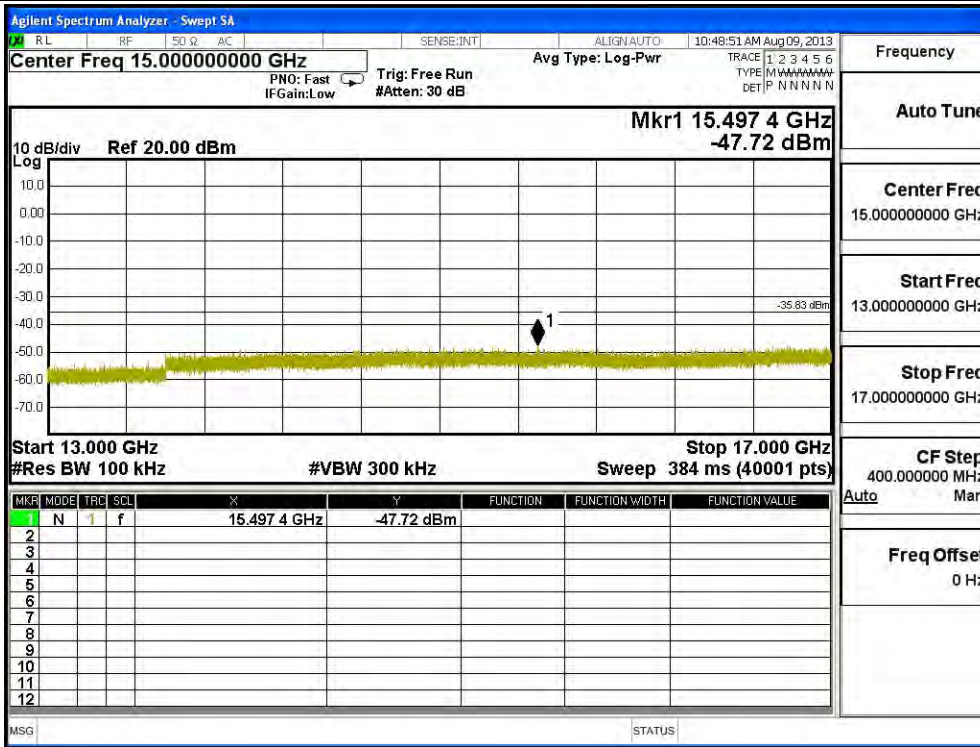 Agilent Spectrum Analyzer - Swept SA
RL RF 50 Ω AC SENSE:INT ALIGN AUTO 10:48:51 AM Aug 09, 2013
Center Freq 15.000000000 GHz
PNO: Fast
IFGain:Low
Trig: Free Run
#Atten: 30 dB
Avg Type: Log-Pwr
TRACE 1 2 3 4 5 6
TYPE M
DET P N N N N N
Frequency
Auto Tune
Mkr1 15.497 4 GHz
-47.72 dBm
10 dB/div Ref 20.00 dBm
Log
10.0
0.00
-10.0
-20.0
-30.0
-40.0
-50.0
-60.0
-70.0
-35.83 dBm
1
Start 13.000 GHz Stop 17.000 GHz
#Res BW 100 kHz #VBW 300 kHz Sweep 384 ms (40001 pts)
Center Freq
15.000000000 GHz
Start Freq
13.000000000 GHz
Stop Freq
17.000000000 GHz
CF Step
400.000000 MHz
Auto Man
Freq Offset
0 Hz
MKR MODE TRC SCL X Y FUNCTION FUNCTION WIDTH FUNCTION VALUE
1 N 1 f 15.497 4 GHz -47.72 dBm
2
3
4
5
6
7
8
9
10
11
12
MSG STATUS